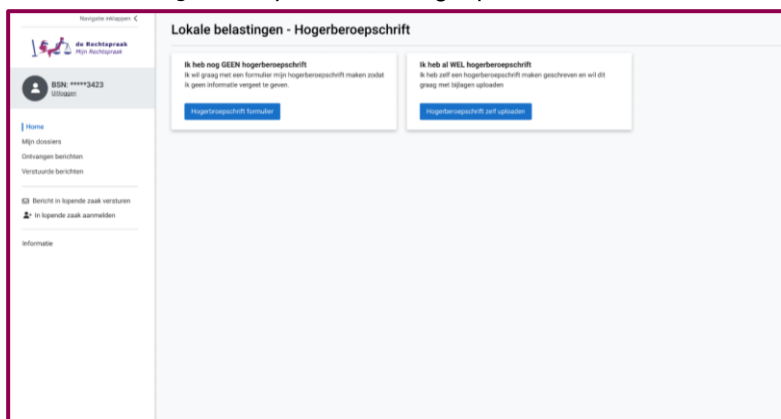 Navigatie inklappen
de Rechtspraak
Mijn Rechtspraak
BSN: *****3423
Uitloggen
Home
Mijn dossiers
Ontvangen berichten
Verstuurde berichten
Bericht in lopende zaak versturen
In lopende zaak aanmelden
Informatie
Lokale belastingen - Hogerberoepschrift
Ik heb nog GEEN hogerberoepschrift
Ik wil graag met een formulier mijn hogerberoepschrift maken zodat
ik geen informatie vergeet te geven.
Hogerbroepschrift formulier
Ik heb al WEL hogerberoepschrift
Ik heb zelf een hogerberoepschrift maken geschreven en wil dit
graag met bijlagen uploaden
Hogerberoepschrift zelf uploaden